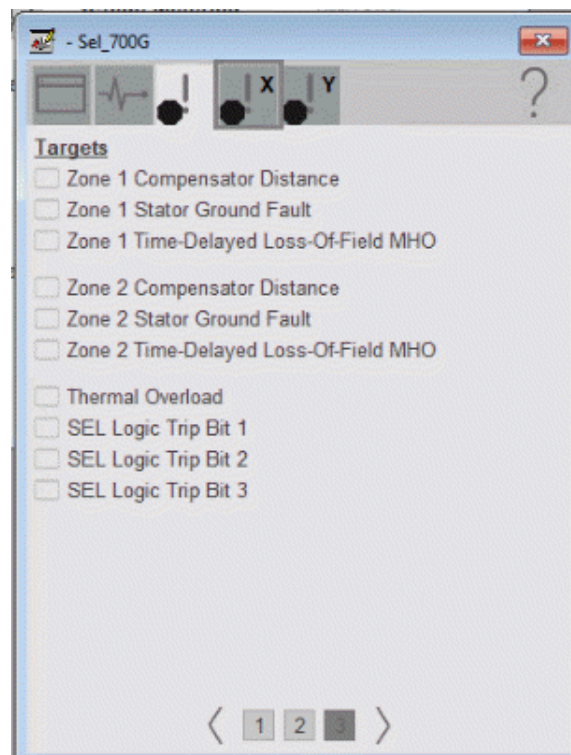 - Sel_700G
X Y ?
Targets
Zone 1 Compensator Distance
Zone 1 Stator Ground Fault
Zone 1 Time-Delayed Loss-Of-Field MHO
Zone 2 Compensator Distance
Zone 2 Stator Ground Fault
Zone 2 Time-Delayed Loss-Of-Field MHO
Thermal Overload
SEL Logic Trip Bit 1
SEL Logic Trip Bit 2
SEL Logic Trip Bit 3
1 2 3